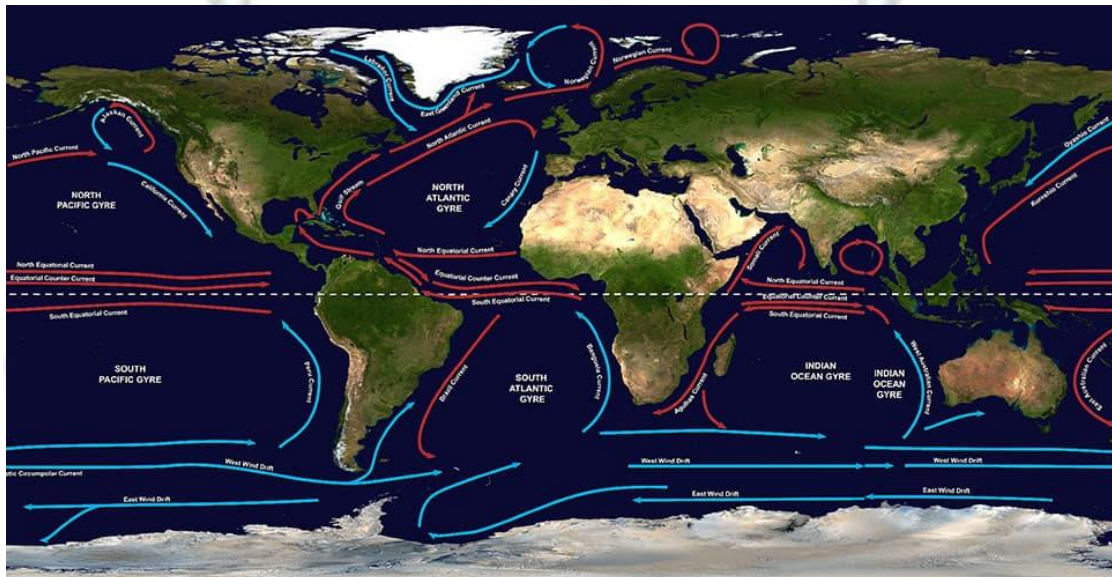 Labrador Current
East Greenland Current
Norwegian Current
Norwegian Current
Alaskan Current
North Pacific Current
California Current
NORTH
PACIFIC GYRE
Gulf Stream
North Atlantic Current
NORTH
ATLANTIC
GYRE
Canary Current
Oyashio Current
Kuroshio Current
North Equatorial Current
Equatorial Counter Current
South Equatorial Current
North Equatorial Current
Equatorial Counter Current
South Equatorial Current
Somali Current
North Equatorial Current
Equatorial Counter Current
South Equatorial Current
SOUTH
PACIFIC GYRE
Peru Current
Brazil Current
SOUTH
ATLANTIC
GYRE
Benguela Current
Agulhas Current
INDIAN
OCEAN GYRE
INDIAN
OCEAN
GYRE
West Australian Current
East Australian Current
West Wind Drift
tic Circumpolar Current
West Wind Drift
West Wind Drift
East Wind Drift
East Wind Drift
East Wind Drift